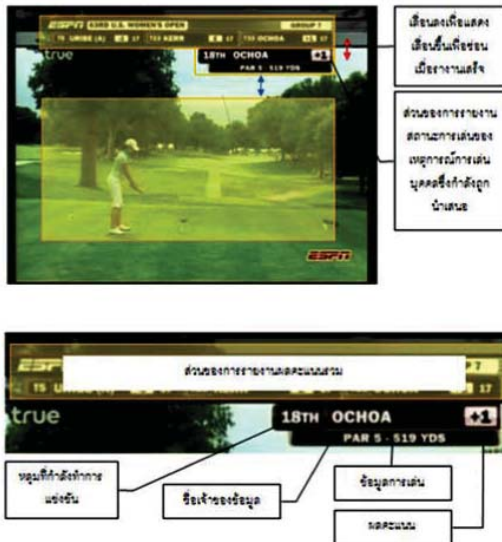 ESPN 63RD U.S. WOMEN'S OPEN GROUP 7
T5 URIBE (A) 17 T23 KERR 17 T33 OCHOA +1 17
true
18TH OCHOA +1
PAR 5 - 519 YDS
ESPN
เลื่อนลงเพื่อแสดง
เลื่อนขึ้นเพื่อซ่อน
เมื่อรายงานเสร็จ
ส่วนของการรายงาน
สถานะการเล่นของ
เหตุการณ์การเล่น
บุคคลซึ่งกำลังถูก
นำเสนอ
ส่วนของการรายงานผลคะแนนรวม
true
18TH OCHOA +1
PAR 5 - 519 YDS
หลุมที่กำลังทำการ
แข่งขัน
ชื่อเจ้าของข้อมูล
ข้อมูลการเล่น
ผลคะแนน